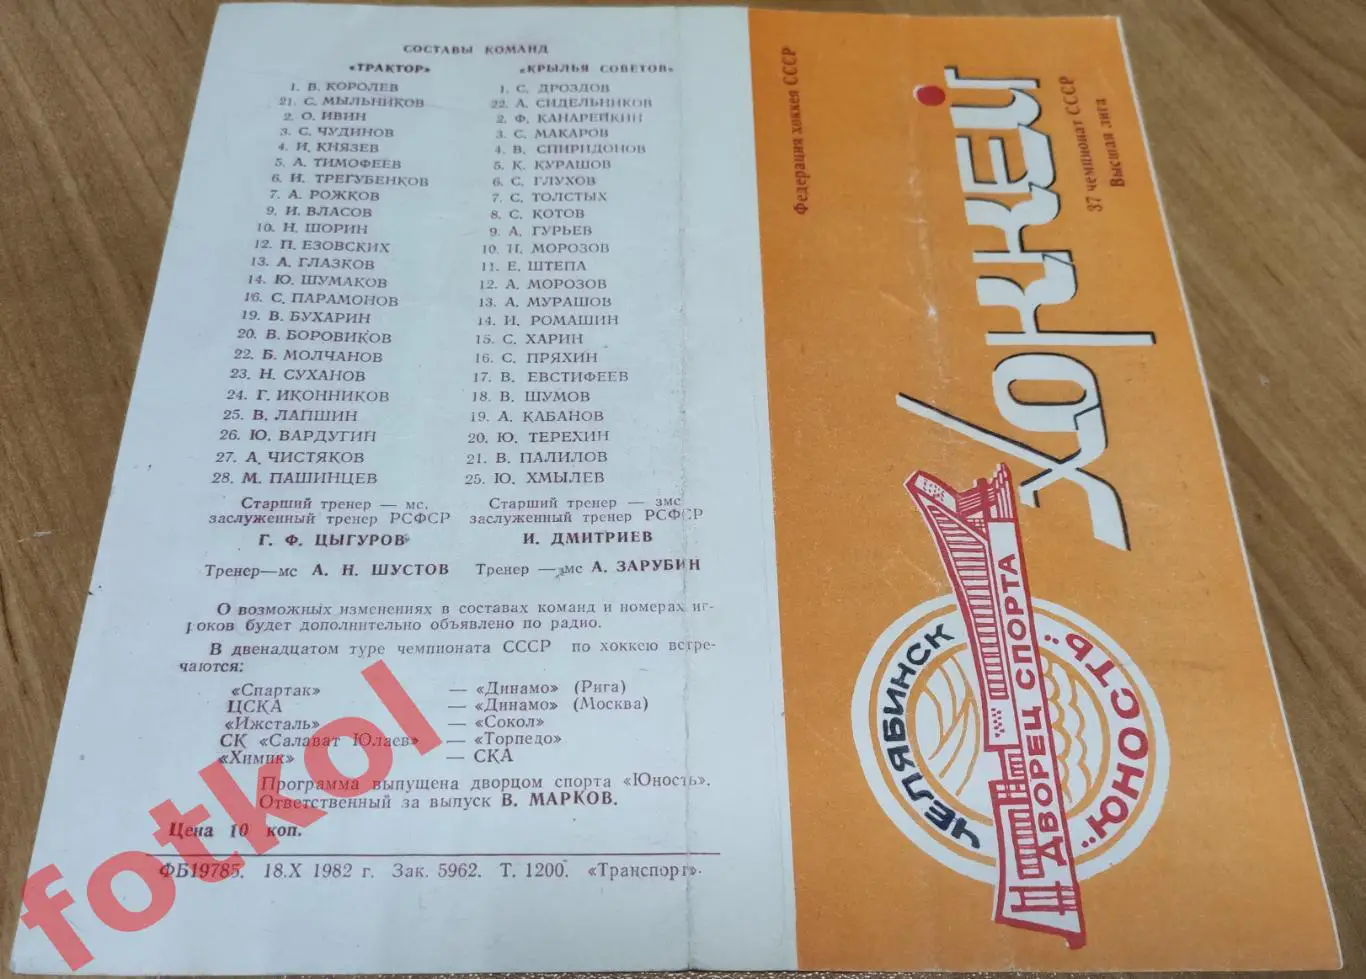 СОСТАВЫ КОМАНД
«ТРАКТОР»
1. В. КОРОЛЕВ
21. С. МЫЛЬНИКОВ
2. О. ИВИН
3. С. ЧУДИНОВ
4. И. КНЯЗЕВ
5. А. ТИМОФЕЕВ
6. И. ТРЕГУБЕНКОВ
7. А. РОЖКОВ
9. И. ВЛАСОВ
10. Н. ШОРИН
12. П. ЕЗОВСКИХ
13. А. ГЛАЗКОВ
14. Ю. ШУМАКОВ
16. С. ПАРАМОНОВ
19. В. БУХАРИН
20. В. БОРОВИКОВ
22. Б. МОЛЧАНОВ
23. Н. СУХАНОВ
24. Г. ИКОННИКОВ
25. В. ЛАПШИН
26. Ю. ВАРДУГИН
27. А. ЧИСТЯКОВ
28. М. ПАШИНЦЕВ
Старший тренер — мс,
заслуженный тренер РСФСР
Г. Ф. ЦЫГУРОВ
Тренер—мс А. Н. ШУСТОВ
«КРЫЛЬЯ СОВЕТОВ»
1. С. ДРОЗДОВ
22. А. СИДЕЛЬНИКОВ
2. Ф. КАНАРЕЙКИН
3. С. МАКАРОВ
4. В. СПИРИДОНОВ
5. К. КУРАШОВ
6. С. ГЛУХОВ
7. С. ТОЛСТЫХ
8. С. КОТОВ
9. А. ГУРЬЕВ
10. И. МОРОЗОВ
11. Е. ШТЕПА
12. А. МОРОЗОВ
13. А. МУРАШОВ
14. И. РОМАШИН
15. С. ХАРИН
16. С. ПРЯХИН
17. В. ЕВСТИФЕЕВ
18. В. ШУМОВ
19. А. КАБАНОВ
20. Ю. ТЕРЕХИН
21. В. ПАЛИЛОВ
25. Ю. ХМЫЛЕВ
Старший тренер — змс
заслуженный тренер РСФСР
И. ДМИТРИЕВ
Тренер — змс А. ЗАРУБИН
О возможных изменениях в составах команд и номерах иг-
роков будет дополнительно объявлено по радио.
В двенадцатом туре чемпионата СССР по хоккею встре-
чаются:
«Спартак» — «Динамо» (Рига)
ЦСКА — «Динамо» (Москва)
«Ижсталь» — «Сокол»
СК «Салават Юлаев» — «Торпедо»
«Химик» — СКА
Программа выпущена дворцом спорта «Юность».
Ответственный за выпуск В. МАРКОВ.
Цена 10 коп.
ФБ19785. 18.X 1982 г. Зак. 5962. Т. 1200. «Транспорт».
Федерация хоккея СССР
ХОККЕЙ
37 чемпионат СССР
Высшая лига
ЧЕЛЯБИНСК
ДВОРЕЦ СПОРТА
"ЮНОСТЬ"
fotkol